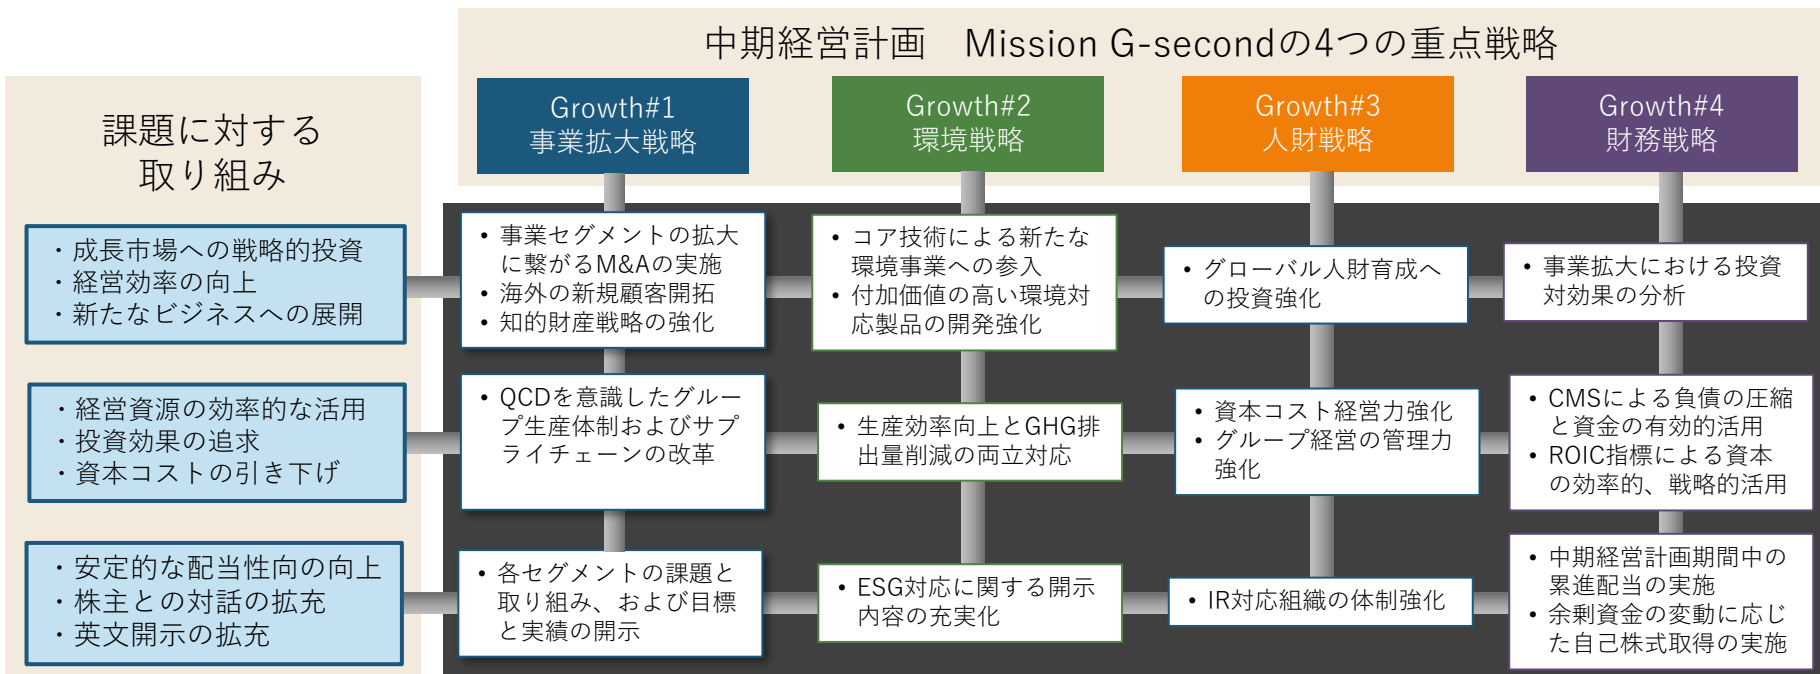 中期経営計画　Mission G-secondの4つの重点戦略
課題に対する
取り組み
Growth#1
事業拡大戦略
Growth#2
環境戦略
Growth#3
人財戦略
Growth#4
財務戦略
・成長市場への戦略的投資
・経営効率の向上
・新たなビジネスへの展開
• 事業セグメントの拡大
に繋がるM&Aの実施
• 海外の新規顧客開拓
• 知的財産戦略の強化
• コア技術による新たな
環境事業への参入
• 付加価値の高い環境対
応製品の開発強化
• グローバル人財育成へ
の投資強化
• 事業拡大における投資
対効果の分析
・経営資源の効率的な活用
・投資効果の追求
・資本コストの引き下げ
• QCDを意識したグルー
プ生産体制およびサプ
ライチェーンの改革
• 生産効率向上とGHG排
出量削減の両立対応
• 資本コスト経営力強化
• グループ経営の管理力
強化
• CMSによる負債の圧縮
と資金の有効的活用
• ROIC指標による資本
の効率的、戦略的活用
・安定的な配当性向の向上
・株主との対話の拡充
・英文開示の拡充
• 各セグメントの課題と
取り組み、および目標
と実績の開示
• ESG対応に関する開示
内容の充実化
• IR対応組織の体制強化
• 中期経営計画期間中の
累進配当の実施
• 余剰資金の変動に応じ
た自己株式取得の実施